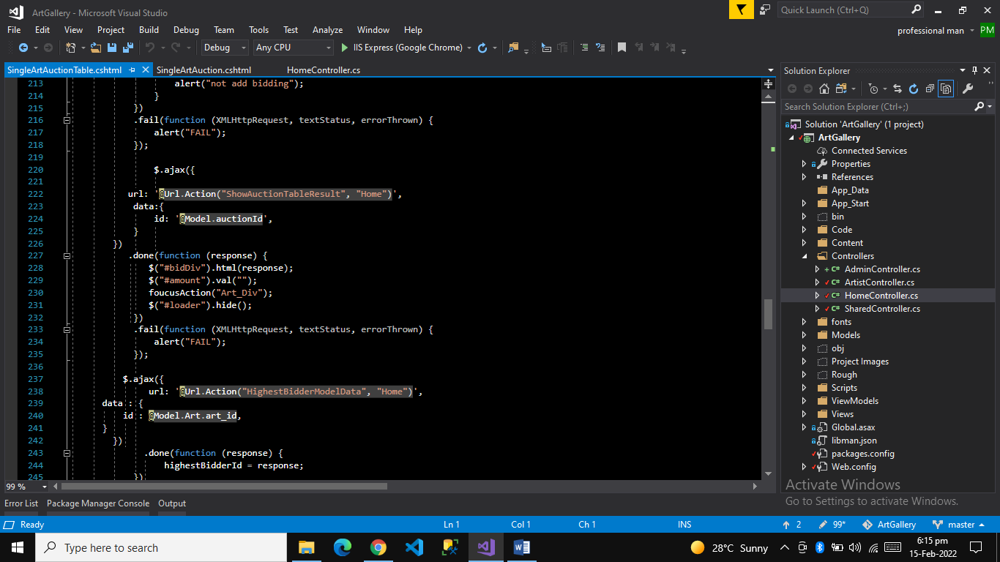 ArtGallery - Microsoft Visual Studio
Quick Launch (Ctrl+Q)
File Edit View Project Build Debug Team Tools Test Analyze Window Help
professional man PM
Debug Any CPU IIS Express (Google Chrome)
SingleArtAuctionTable.cshtml SingleArtAuction.cshtml HomeController.cs
213 alert("not add bidding");
214 }
215 })
216 .fail(function (XMLHttpRequest, textStatus, errorThrown) {
217 alert("FAIL");
218 });
219
220 $.ajax({
221
222 url: '@Url.Action("ShowAuctionTableResult", "Home")',
223 data:{
224 id: '@Model.auctionId',
225 }
226 })
227 .done(function (response) {
228 $("#bidDiv").html(response);
229 $("#amount").val("");
230 foucusAction("Art_Div");
231 $("#loader").hide();
232 })
233 .fail(function (XMLHttpRequest, textStatus, errorThrown) {
234 alert("FAIL");
235 });
236
237 $.ajax({
238 url: '@Url.Action("HighestBidderModelData", "Home")',
239 data : {
240 id : @Model.Art.art_id,
241 }
242 })
243 .done(function (response) {
244 highestBidderId = response;
245 })
99 %
Solution Explorer
Search Solution Explorer (Ctrl+;)
Solution 'ArtGallery' (1 project)
ArtGallery
Connected Services
Properties
References
App_Data
App_Start
bin
Code
Content
Controllers
AdminController.cs
ArtistController.cs
HomeController.cs
SharedController.cs
fonts
Models
obj
Project Images
Rough
Scripts
ViewModels
Views
Global.asax
libman.json
packages.config
Web.config
Activate Windows
Go to Settings to activate Windows.
Error List Package Manager Console Output
Ready Ln 1 Col 1 Ch 1 INS 2 99* ArtGallery master
Type here to search
28°C Sunny
6:15 pm
15-Feb-2022